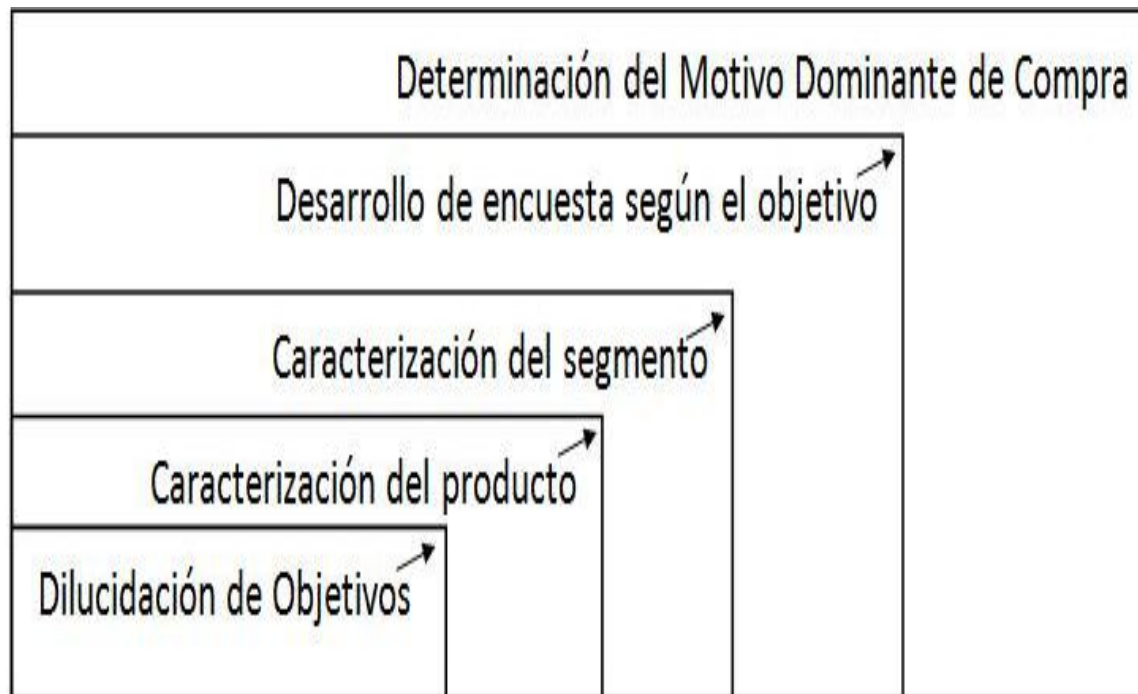 Determinación del Motivo Dominante de Compra
Desarrollo de encuesta según el objetivo
Caracterización del segmento
Caracterización del producto
Dilucidación de Objetivos